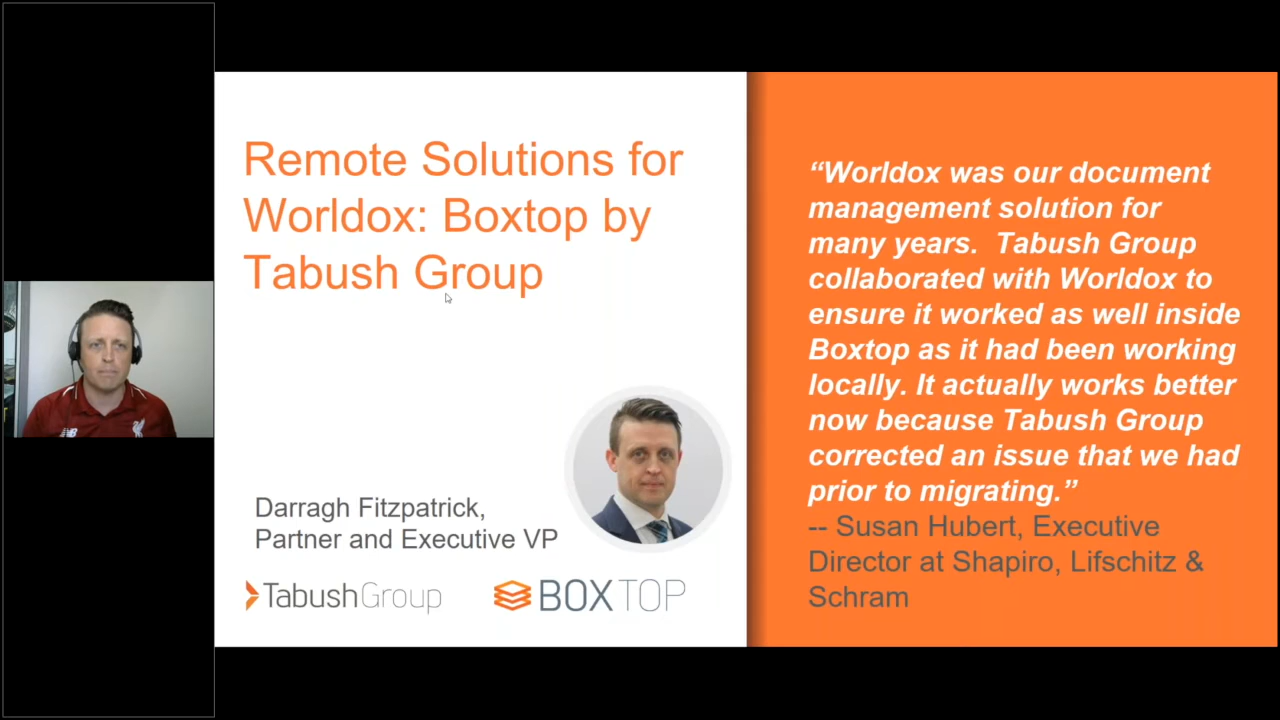 Remote Solutions for
Worldox: Boxtop by
Tabush Group
Darragh Fitzpatrick,
Partner and Executive VP
TabushGroup
BOXTOP
“Worldox was our document
management solution for
many years.  Tabush Group
collaborated with Worldox to
ensure it worked as well inside
Boxtop as it had been working
locally. It actually works better
now because Tabush Group
corrected an issue that we had
prior to migrating.”
-- Susan Hubert, Executive
Director at Shapiro, Lifschitz &
Schram